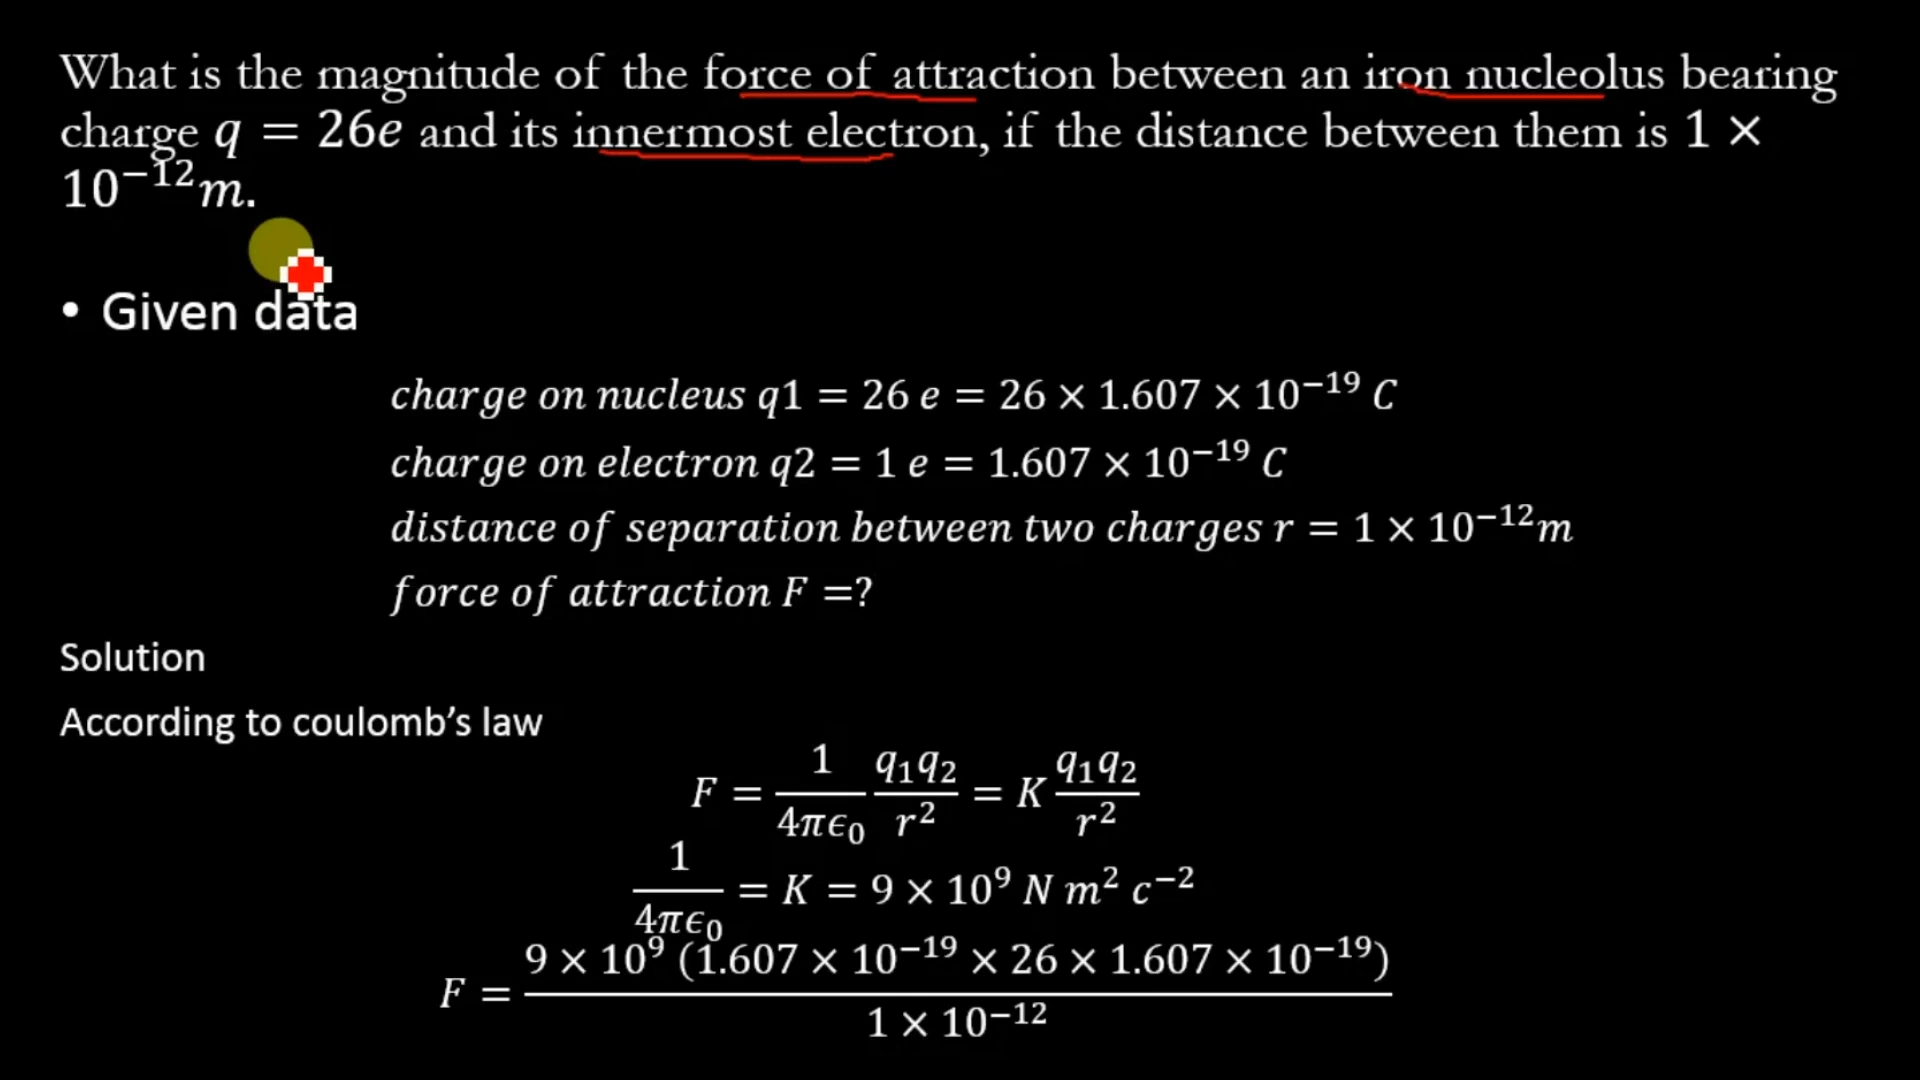 What is the magnitude of the force of attraction between an iron nucleolus bearing
charge q = 26e and its innermost electron, if the distance between them is 1 ×
10⁻¹²m.
• Given data
charge on nucleus q1 = 26 e = 26 × 1.607 × 10⁻¹⁹ C
charge on electron q2 = 1 e = 1.607 × 10⁻¹⁹ C
distance of separation between two charges r = 1 × 10⁻¹²m
force of attraction F =?
Solution
According to coulomb’s law
F = 1/4πϵ₀ q₁q₂/r² = K q₁q₂/r²
1/4πϵ₀ = K = 9 × 10⁹ N m² c⁻²
F = 9 × 10⁹ (1.607 × 10⁻¹⁹ × 26 × 1.607 × 10⁻¹⁹)/1 × 10⁻¹²